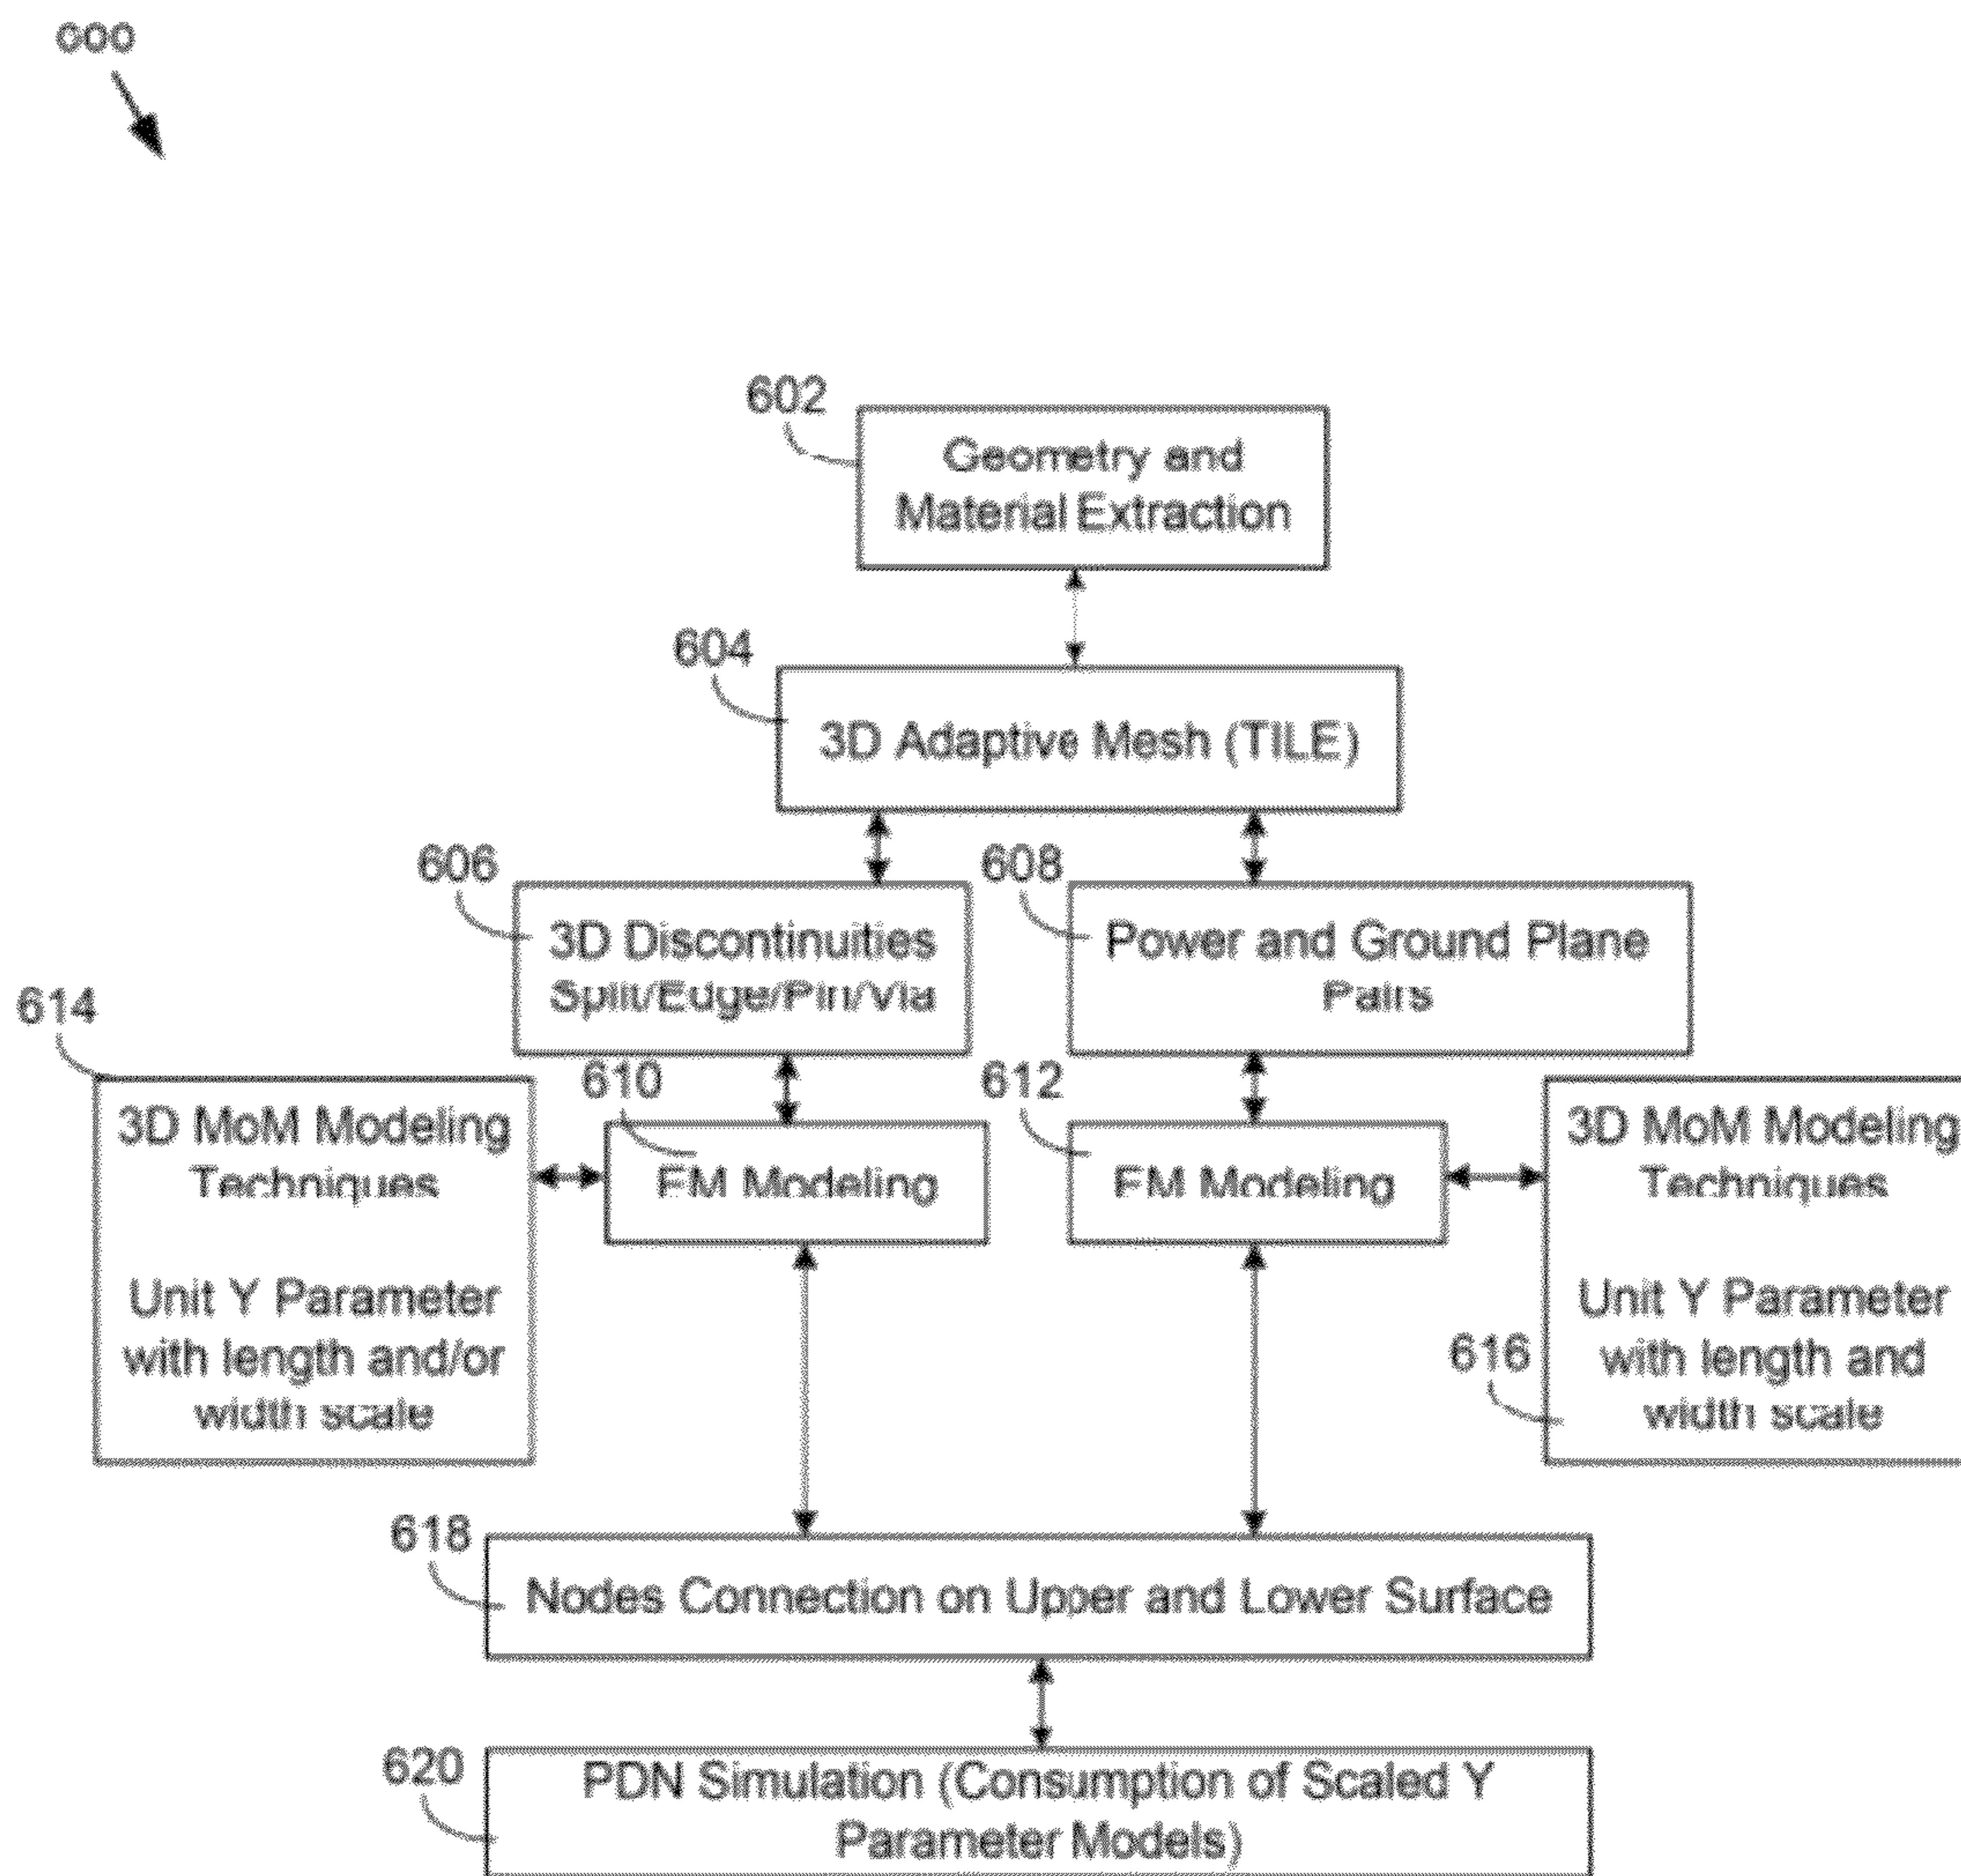 600
602
Geometry and
Material Extraction
604
3D Adaptive Mesh (TILE)
606
3D Discontinuities
Split/Edge/Pin/Via
608
Power and Ground Plane
Pairs
614
3D MoM Modeling
Techniques
Unit Y Parameter
with length and/or
width scale
610
EM Modeling
612
EM Modeling
3D MoM Modeling
Techniques
Unit Y Parameter
with length and
width scale
616
618
Nodes Connection on Upper and Lower Surface
620
PDN Simulation (Consumption of Scaled Y
Parameter Models)